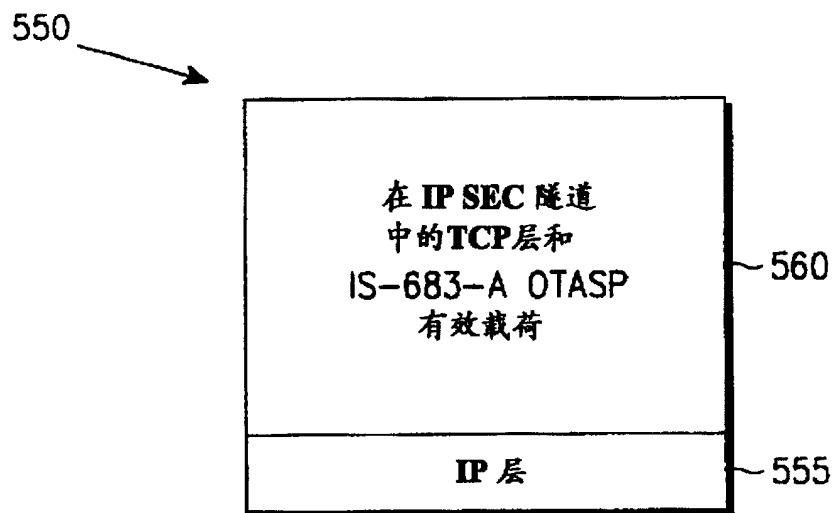 550
在 IP SEC 隧道
中的TCP层和
IS-683-A OTASP
有效载荷
560
IP 层
555